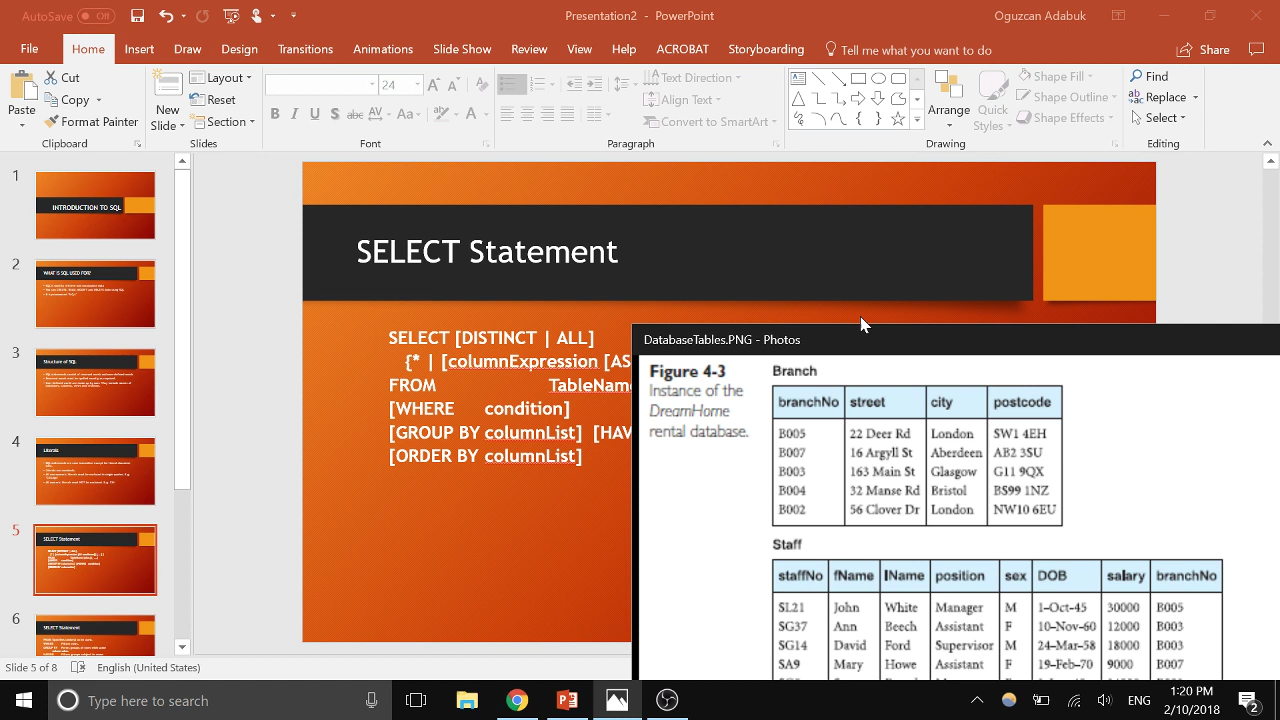 AutoSave Off
Presentation2 - PowerPoint
Oguzcan Adabuk
File Home Insert Draw Design Transitions Animations Slide Show Review View Help ACROBAT Storyboarding Tell me what you want to do Share
Paste
Cut
Copy
Format Painter
Clipboard
New Slide
Layout
Reset
Section
Slides
24
Font
Text Direction
Align Text
Convert to SmartArt
Paragraph
Arrange
Quick Styles
Shape Fill
Shape Outline
Shape Effects
Drawing
Find
Replace
Select
Editing
1
INTRODUCTION TO SQL
2
WHAT IS SQL USED FOR?
3
Structure of SQL
4
Literals
5
SELECT Statement
6
SELECT Statement
SELECT Statement
SELECT [DISTINCT | ALL]
{* | [columnExpression [AS
FROM TableName
[WHERE condition]
[GROUP BY columnList] [HAV
[ORDER BY columnList]
DatabaseTables.PNG - Photos
Figure 4-3
Instance of the
DreamHome
rental database.
Branch
branchNo street city postcode
B005 22 Deer Rd London SW1 4EH
B007 16 Argyll St Aberdeen AB2 3SU
B003 163 Main St Glasgow G11 9QX
B004 32 Manse Rd Bristol BS99 1NZ
B002 56 Clover Dr London NW10 6EU
Staff
staffNo fName lName position sex DOB salary branchNo
SL21 John White Manager M 1-Oct-45 30000 B005
SG37 Ann Beech Assistant F 10-Nov-60 12000 B003
SG14 David Ford Supervisor M 24-Mar-58 18000 B003
SA9 Mary Howe Assistant F 19-Feb-70 9000 B007
Slide 5 of 8 English (United States)
Type here to search
ENG
1:20 PM
2/10/2018
2